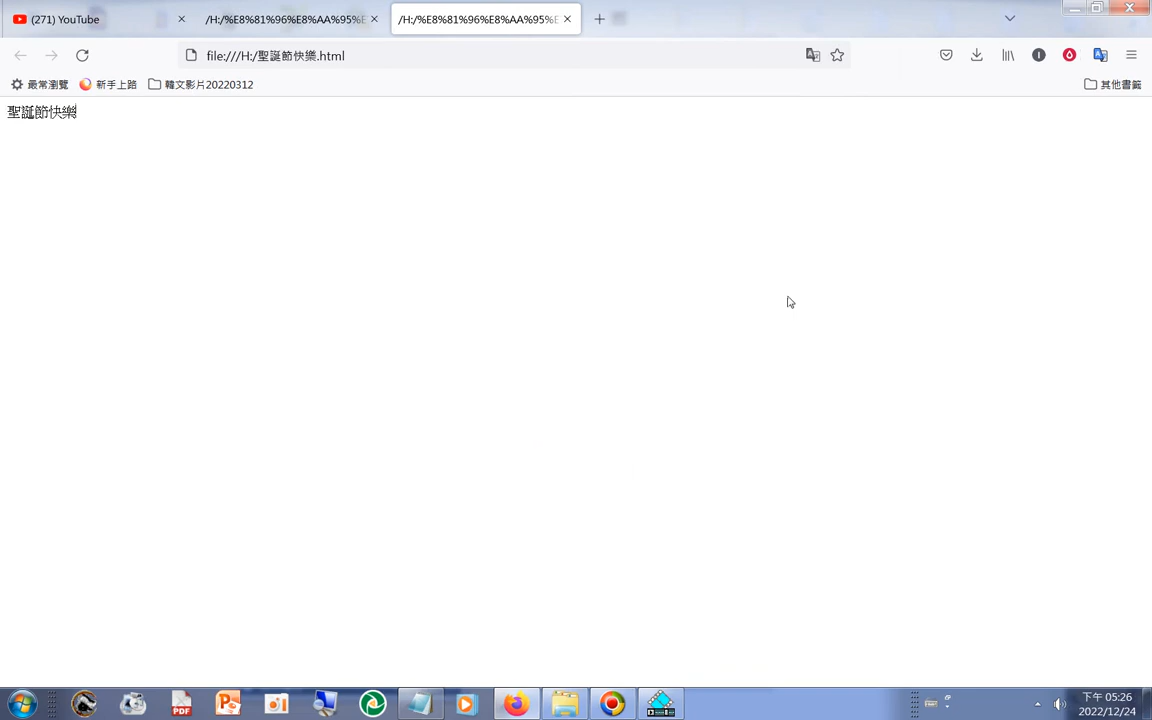 (271) YouTube
/H:/%E8%81%96%E8%AA%95%E
/H:/%E8%81%96%E8%AA%95%E
file:///H:/聖誕節快樂.html
最常瀏覽 新手上路 韓文影片20220312 其他書籤
聖誕節快樂
下午 05:26
2022/12/24